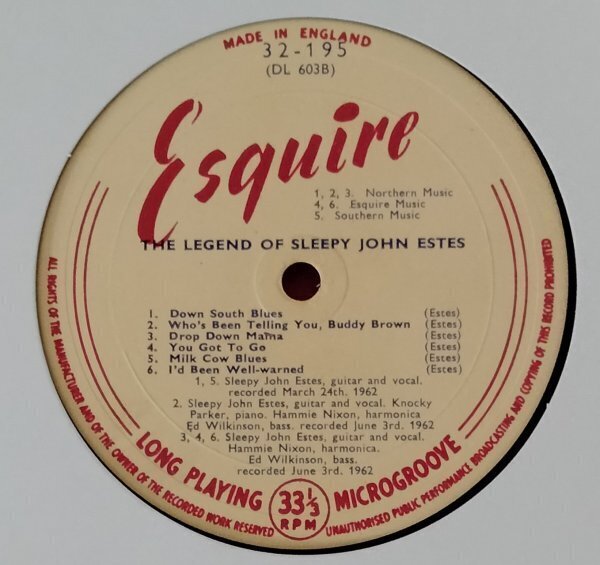 MADE IN ENGLAND
32-195
(DL 603B)
Esquire
1, 2, 3. Northern Music
4, 6. Esquire Music
5. Southern Music
THE LEGEND OF SLEEPY JOHN ESTES
1. Down South Blues (Estes)
2. Who's Been Telling You, Buddy Brown (Estes)
3. Drop Down Mama (Estes)
4. You Got To Go (Estes)
5. Milk Cow Blues (Estes)
6. I'd Been Well-warned (Estes)
1, 5. Sleepy John Estes, guitar and vocal.
recorded March 24th. 1962
2. Sleepy John Estes, guitar and vocal. Knocky
Parker, piano. Hammie Nixon, harmonica
Ed Wilkinson, bass. recorded June 3rd. 1962
3, 4, 6. Sleepy John Estes, guitar and vocal.
Hammie Nixon, harmonica.
Ed Wilkinson, bass.
recorded June 3rd. 1962
LONG PLAYING 33⅓ RPM MICROGROOVE
ALL RIGHTS OF THE MANUFACTURER AND OF THE OWNER OF THE RECORDED WORK RESERVED
UNAUTHORISED PUBLIC PERFORMANCE BROADCASTING AND COPYING OF THIS RECORD PROHIBITED